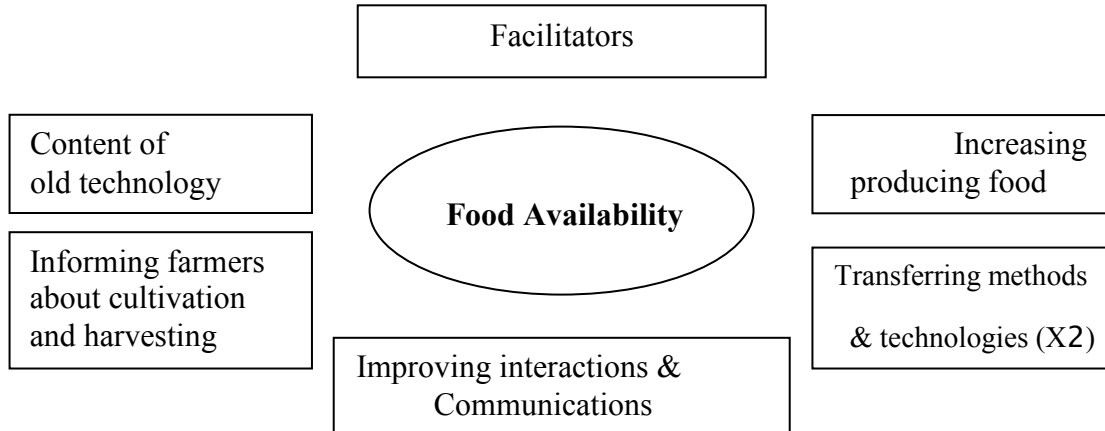 Facilitators
Content of
old technology
Increasing
producing food
Food Availability
Informing farmers
about cultivation
and harvesting
Transferring methods
& technologies (X2)
Improving interactions &
Communications